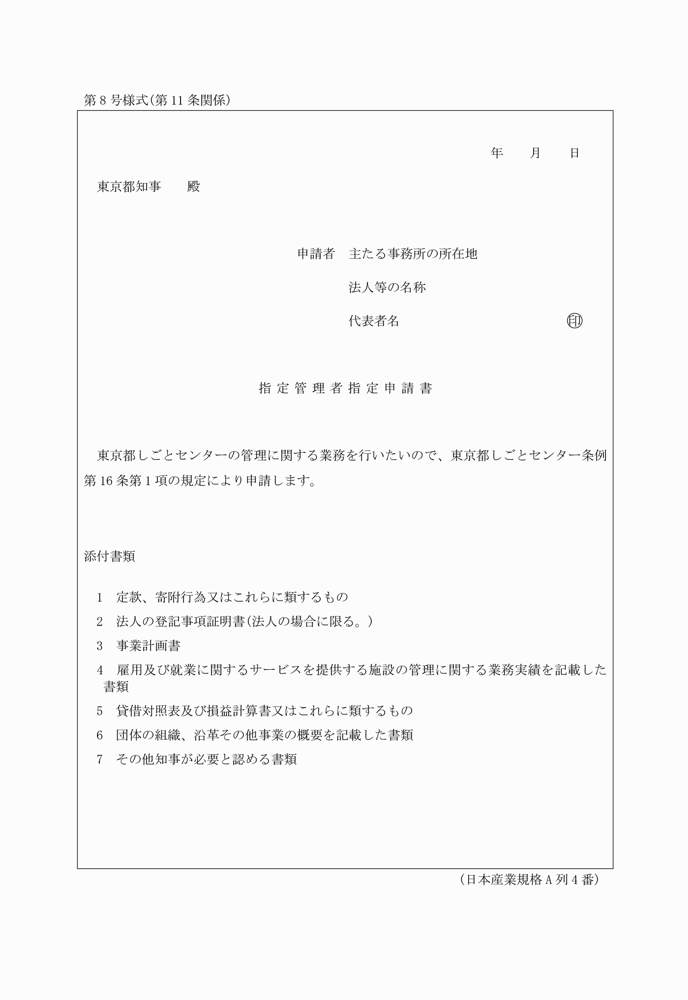 第8号様式(第11条関係)
年　　月　　日
東京都知事　　殿
申請者　主たる事務所の所在地
法人等の名称
代表者名　　　　　㊞
指定管理者指定申請書
東京都しごとセンターの管理に関する業務を行いたいので、東京都しごとセンター条例
第16条第1項の規定により申請します。
添付書類
1　定款、寄附行為又はこれらに類するもの
2　法人の登記事項証明書(法人の場合に限る。)
3　事業計画書
4　雇用及び就業に関するサービスを提供する施設の管理に関する業務実績を記載した
書類
5　貸借対照表及び損益計算書又はこれらに類するもの
6　団体の組織、沿革その他事業の概要を記載した書類
7　その他知事が必要と認める書類
(日本産業規格A列4番)